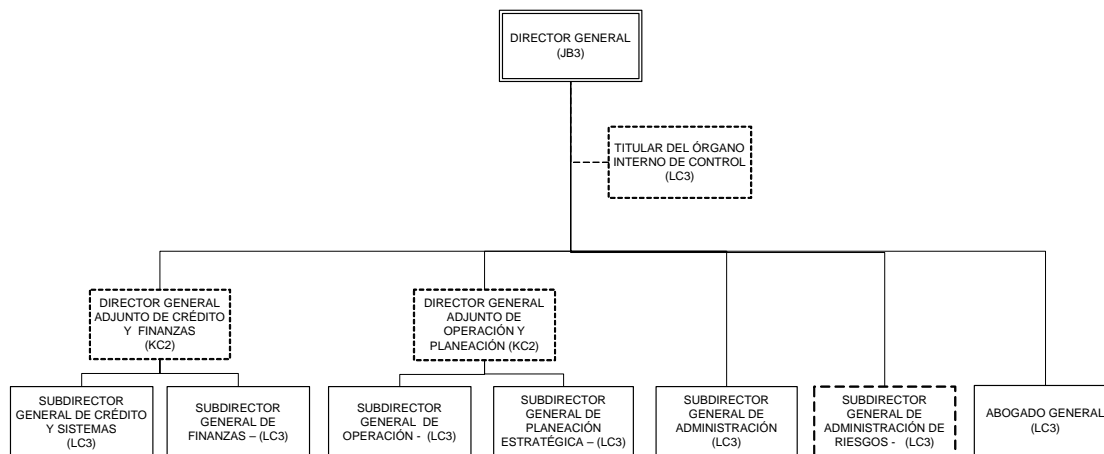 DIRECTOR GENERAL
(JB3)
TITULAR DEL ÓRGANO
INTERNO DE CONTROL
(LC3)
DIRECTOR GENERAL
ADJUNTO DE CRÉDITO
Y FINANZAS
(KC2)
DIRECTOR GENERAL
ADJUNTO DE
OPERACIÓN Y
PLANEACIÓN (KC2)
SUBDIRECTOR
GENERAL DE CRÉDITO
Y SISTEMAS
(LC3)
SUBDIRECTOR
GENERAL DE
FINANZAS – (LC3)
SUBDIRECTOR
GENERAL DE
OPERACIÓN - (LC3)
SUBDIRECTOR
GENERAL DE
PLANEACIÓN
ESTRATÉGICA – (LC3)
SUBDIRECTOR
GENERAL DE
ADMINISTRACIÓN
(LC3)
SUBDIRECTOR
GENERAL DE
ADMINISTRACIÓN DE
RIESGOS - (LC3)
ABOGADO GENERAL
(LC3)